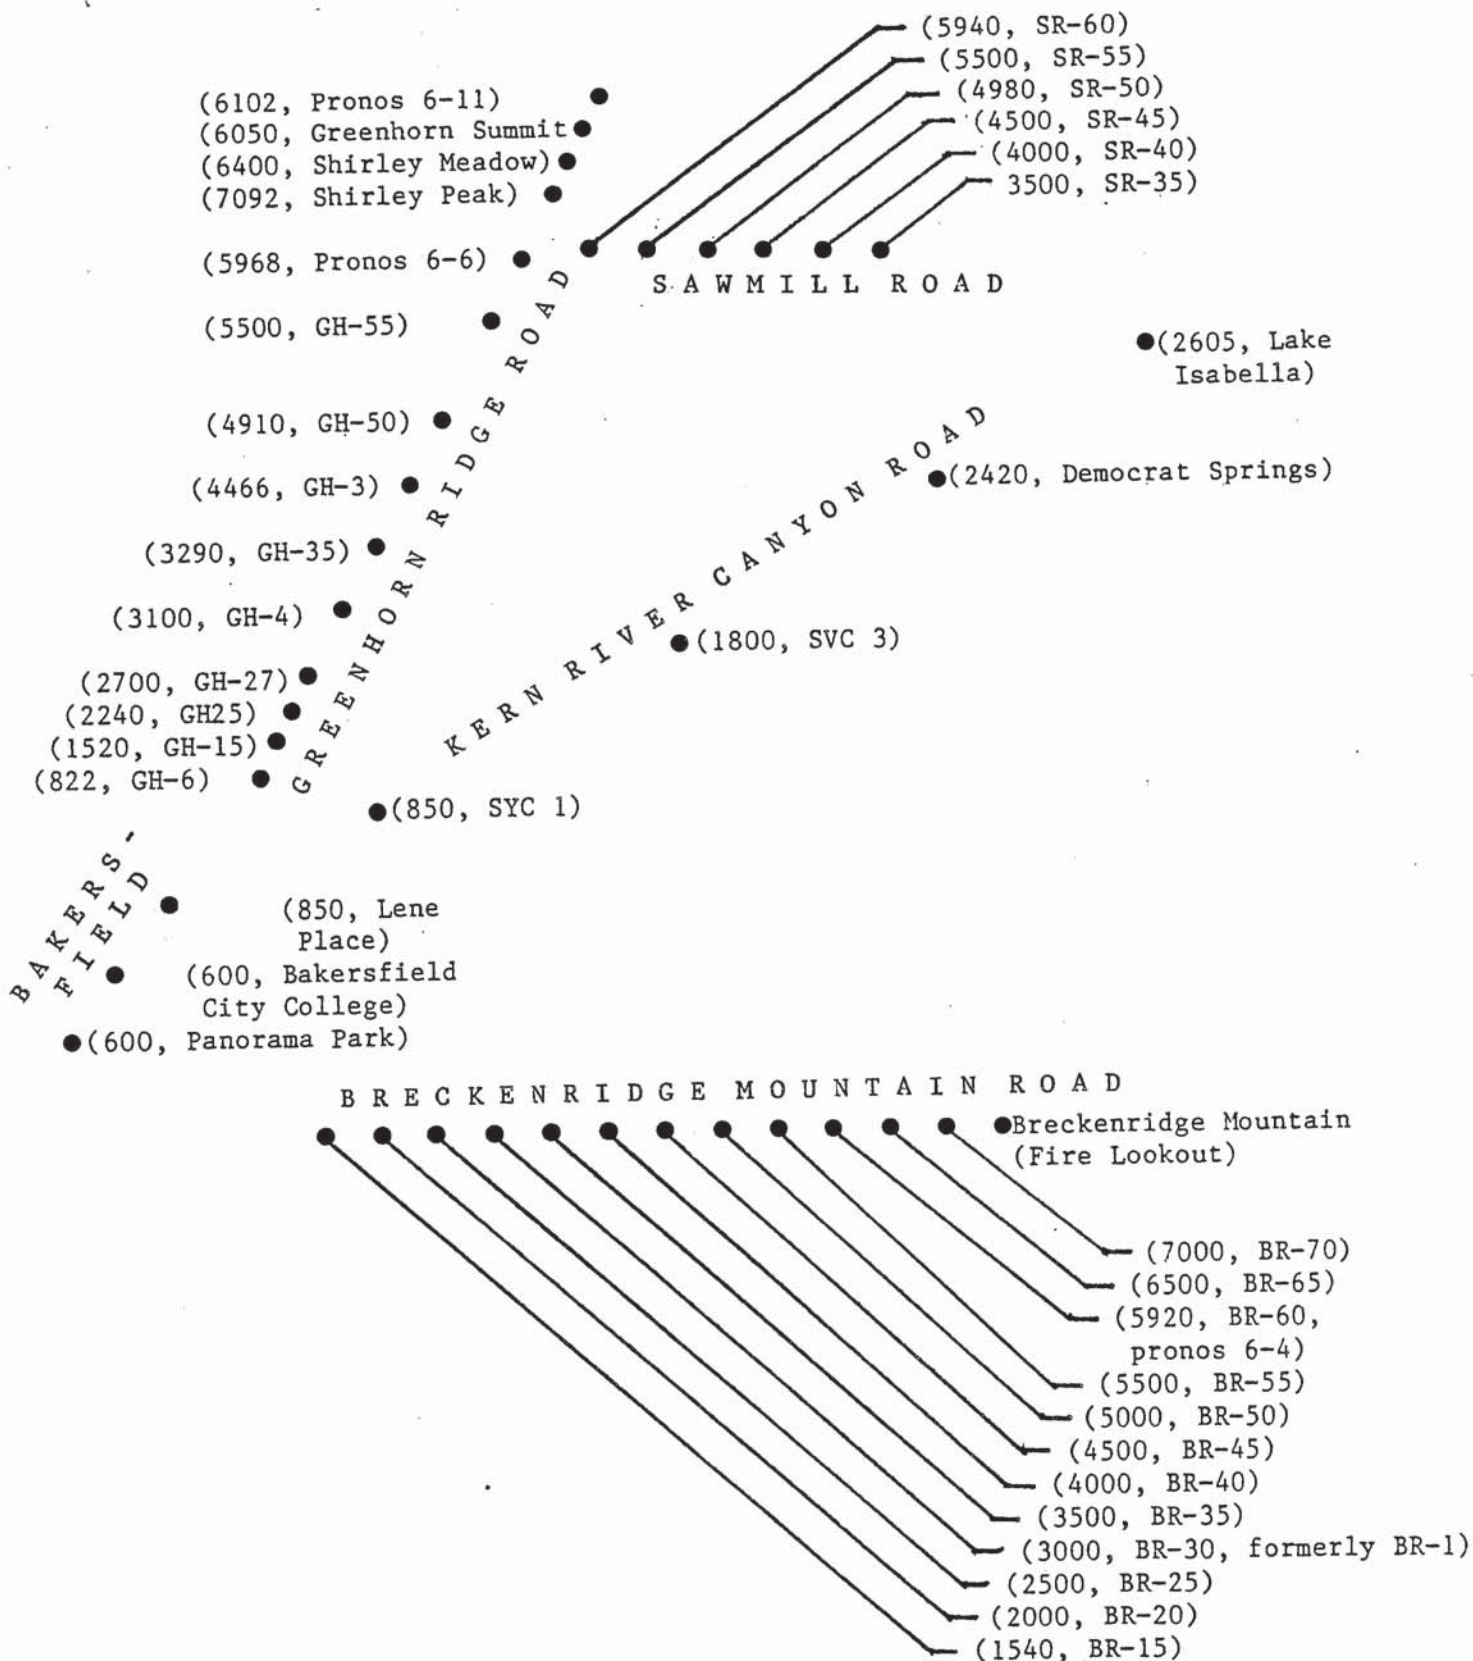 (5940, SR-60)
(5500, SR-55)
(4980, SR-50)
(4500, SR-45)
(4000, SR-40)
3500, SR-35)
(6102, Pronos 6-11)
(6050, Greenhorn Summit
(6400, Shirley Meadow)
(7092, Shirley Peak)
(5968, Pronos 6-6)
SAWMILL ROAD
(5500, GH-55)
(2605, Lake
Isabella)
(4910, GH-50)
(4466, GH-3)
(2420, Democrat Springs)
(3290, GH-35)
(3100, GH-4)
GREENHORN RIDGE ROAD
KERN RIVER CANYON ROAD
(1800, SVC 3)
(2700, GH-27)
(2240, GH25)
(1520, GH-15)
(822, GH-6)
(850, SYC 1)
BAKERS-
FIELD
(850, Lene
Place)
(600, Bakersfield
City College)
(600, Panorama Park)
BRECKENRIDGE MOUNTAIN ROAD
Breckenridge Mountain
(Fire Lookout)
(7000, BR-70)
(6500, BR-65)
(5920, BR-60,
pronos 6-4)
(5500, BR-55)
(5000, BR-50)
(4500, BR-45)
(4000, BR-40)
(3500, BR-35)
(3000, BR-30, formerly BR-1)
(2500, BR-25)
(2000, BR-20)
(1540, BR-15)